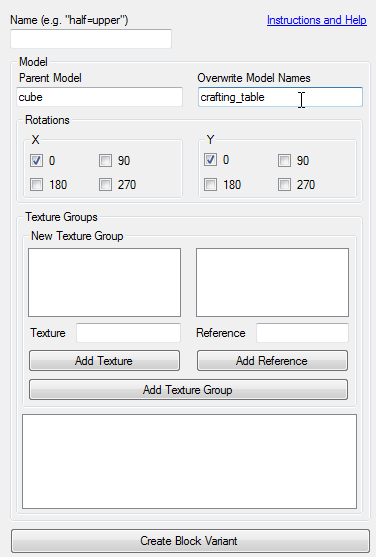 Name (e.g. "half=upper") Instructions and Help
Model
Parent Model Overwrite Model Names
cube crafting_table
Rotations
X Y
0 90 0 90
180 270 180 270
Texture Groups
New Texture Group
Texture Reference
Add Texture Add Reference
Add Texture Group
Create Block Variant